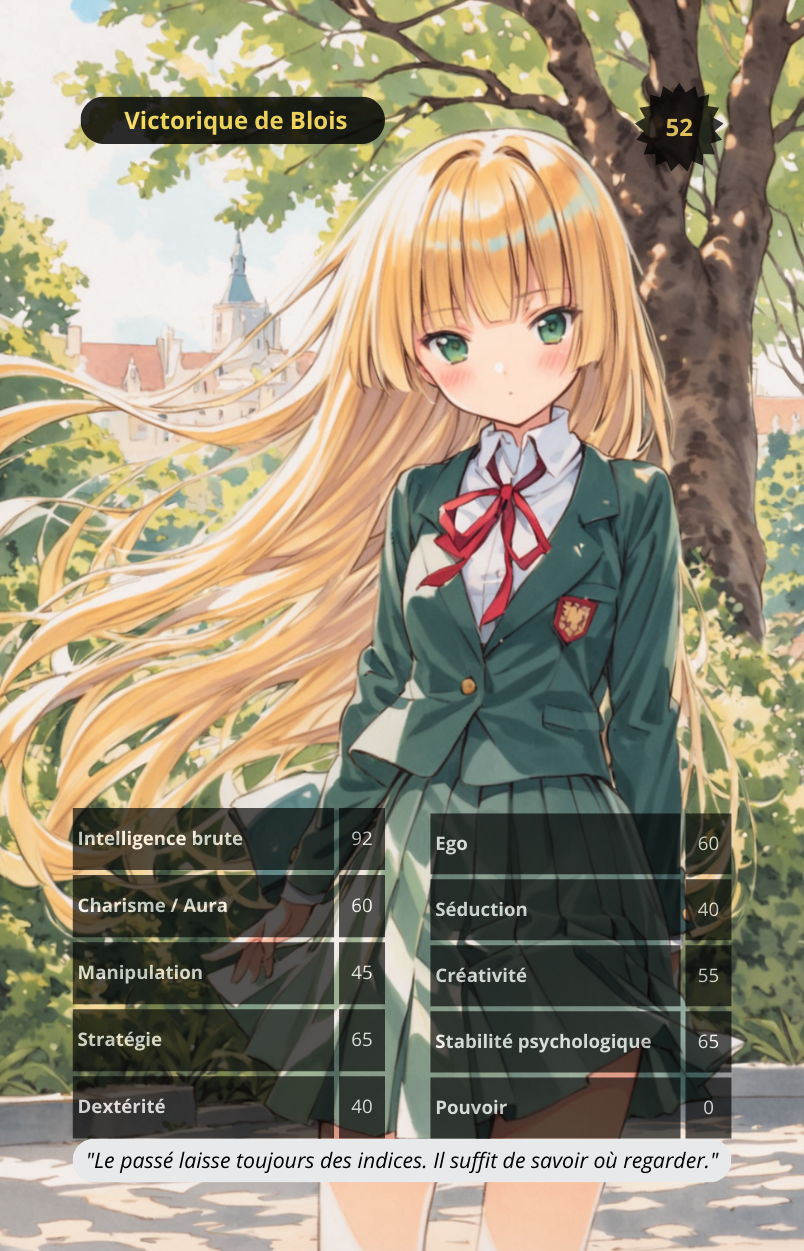 Victorique de Blois
52
Intelligence brute 92
Charisme / Aura 60
Manipulation 45
Stratégie 65
Dextérité 40
Ego 60
Séduction 40
Créativité 55
Stabilité psychologique 65
Pouvoir 0
"Le passé laisse toujours des indices. Il suffit de savoir où regarder."